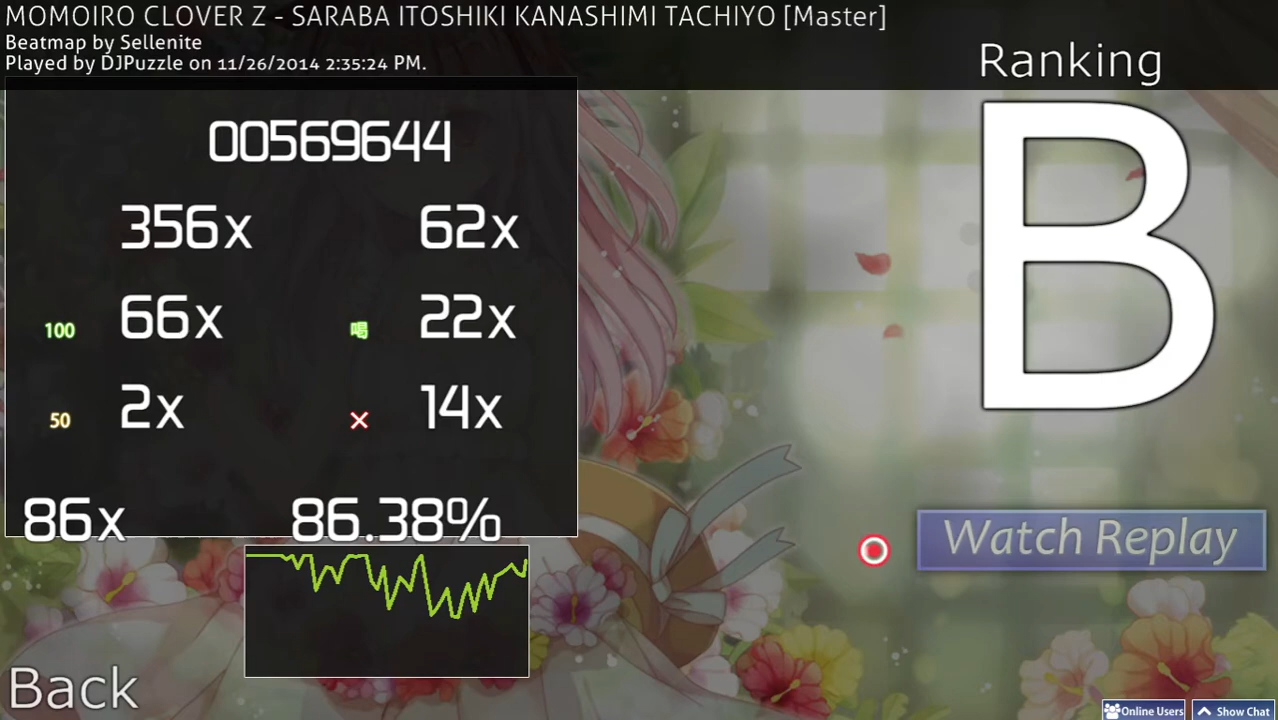 MOMOIRO CLOVER Z - SARABA ITOSHIKI KANASHIMI TACHIYO [Master]
Beatmap by Sellenite
Played by DJPuzzle on 11/26/2014 2:35:24 PM.
Ranking
B
00569644
356x 62x
100 66x 喝 22x
50 2x 14x
86x 86.38%
Watch Replay
Back
Online Users Show Chat